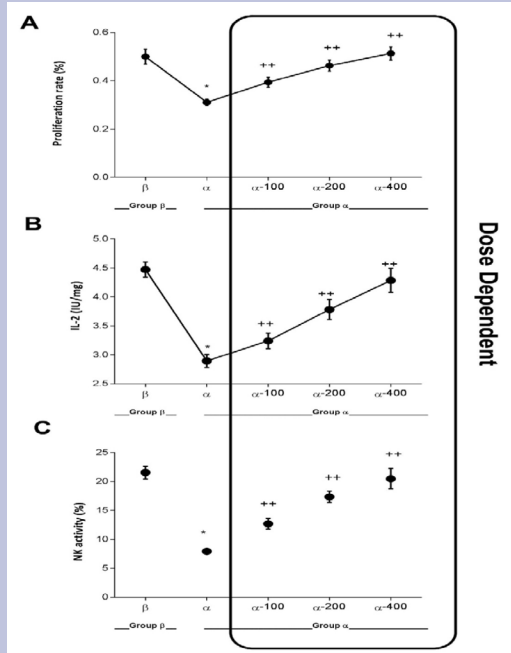 A
Proliferation rate (%)
0.6
0.4
0.2
0.0
*
++
++
++
β α α-100 α-200 α-400
Group β Group α
B
IL-2 (IU/mg)
5.0
4.5
4.0
3.5
3.0
2.5
*
++
++
++
β α α-100 α-200 α-400
Group β Group α
C
NK activity (%)
25
20
15
10
5
0
*
++
++
++
β α α-100 α-200 α-400
Group β Group α
Dose Dependent